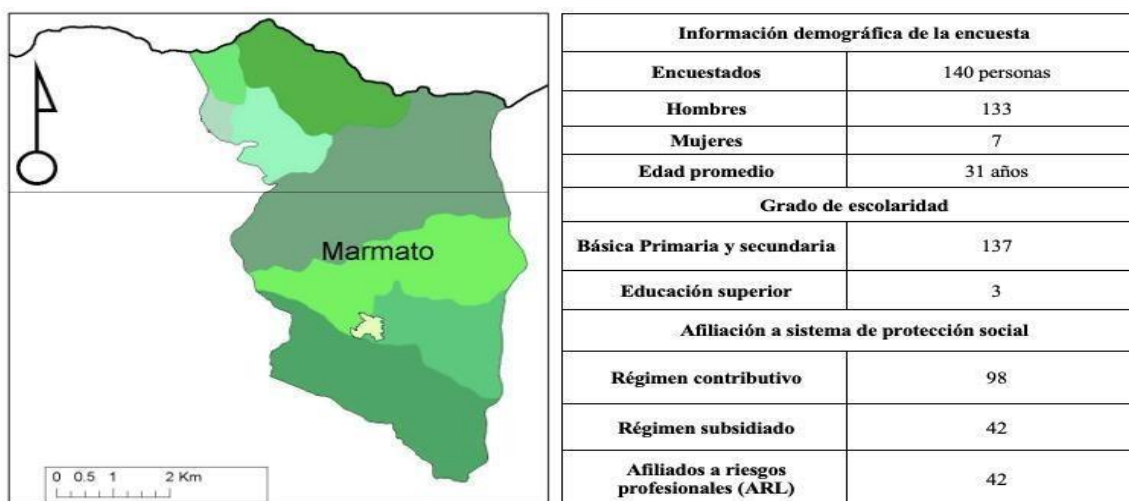 Marmato
0 0.5 1 2 Km
Información demográfica de la encuesta
Encuestados 140 personas
Hombres 133
Mujeres 7
Edad promedio 31 años
Grado de escolaridad
Básica Primaria y secundaria 137
Educación superior 3
Afiliación a sistema de protección social
Régimen contributivo 98
Régimen subsidiado 42
Afiliados a riesgos
profesionales (ARL) 42